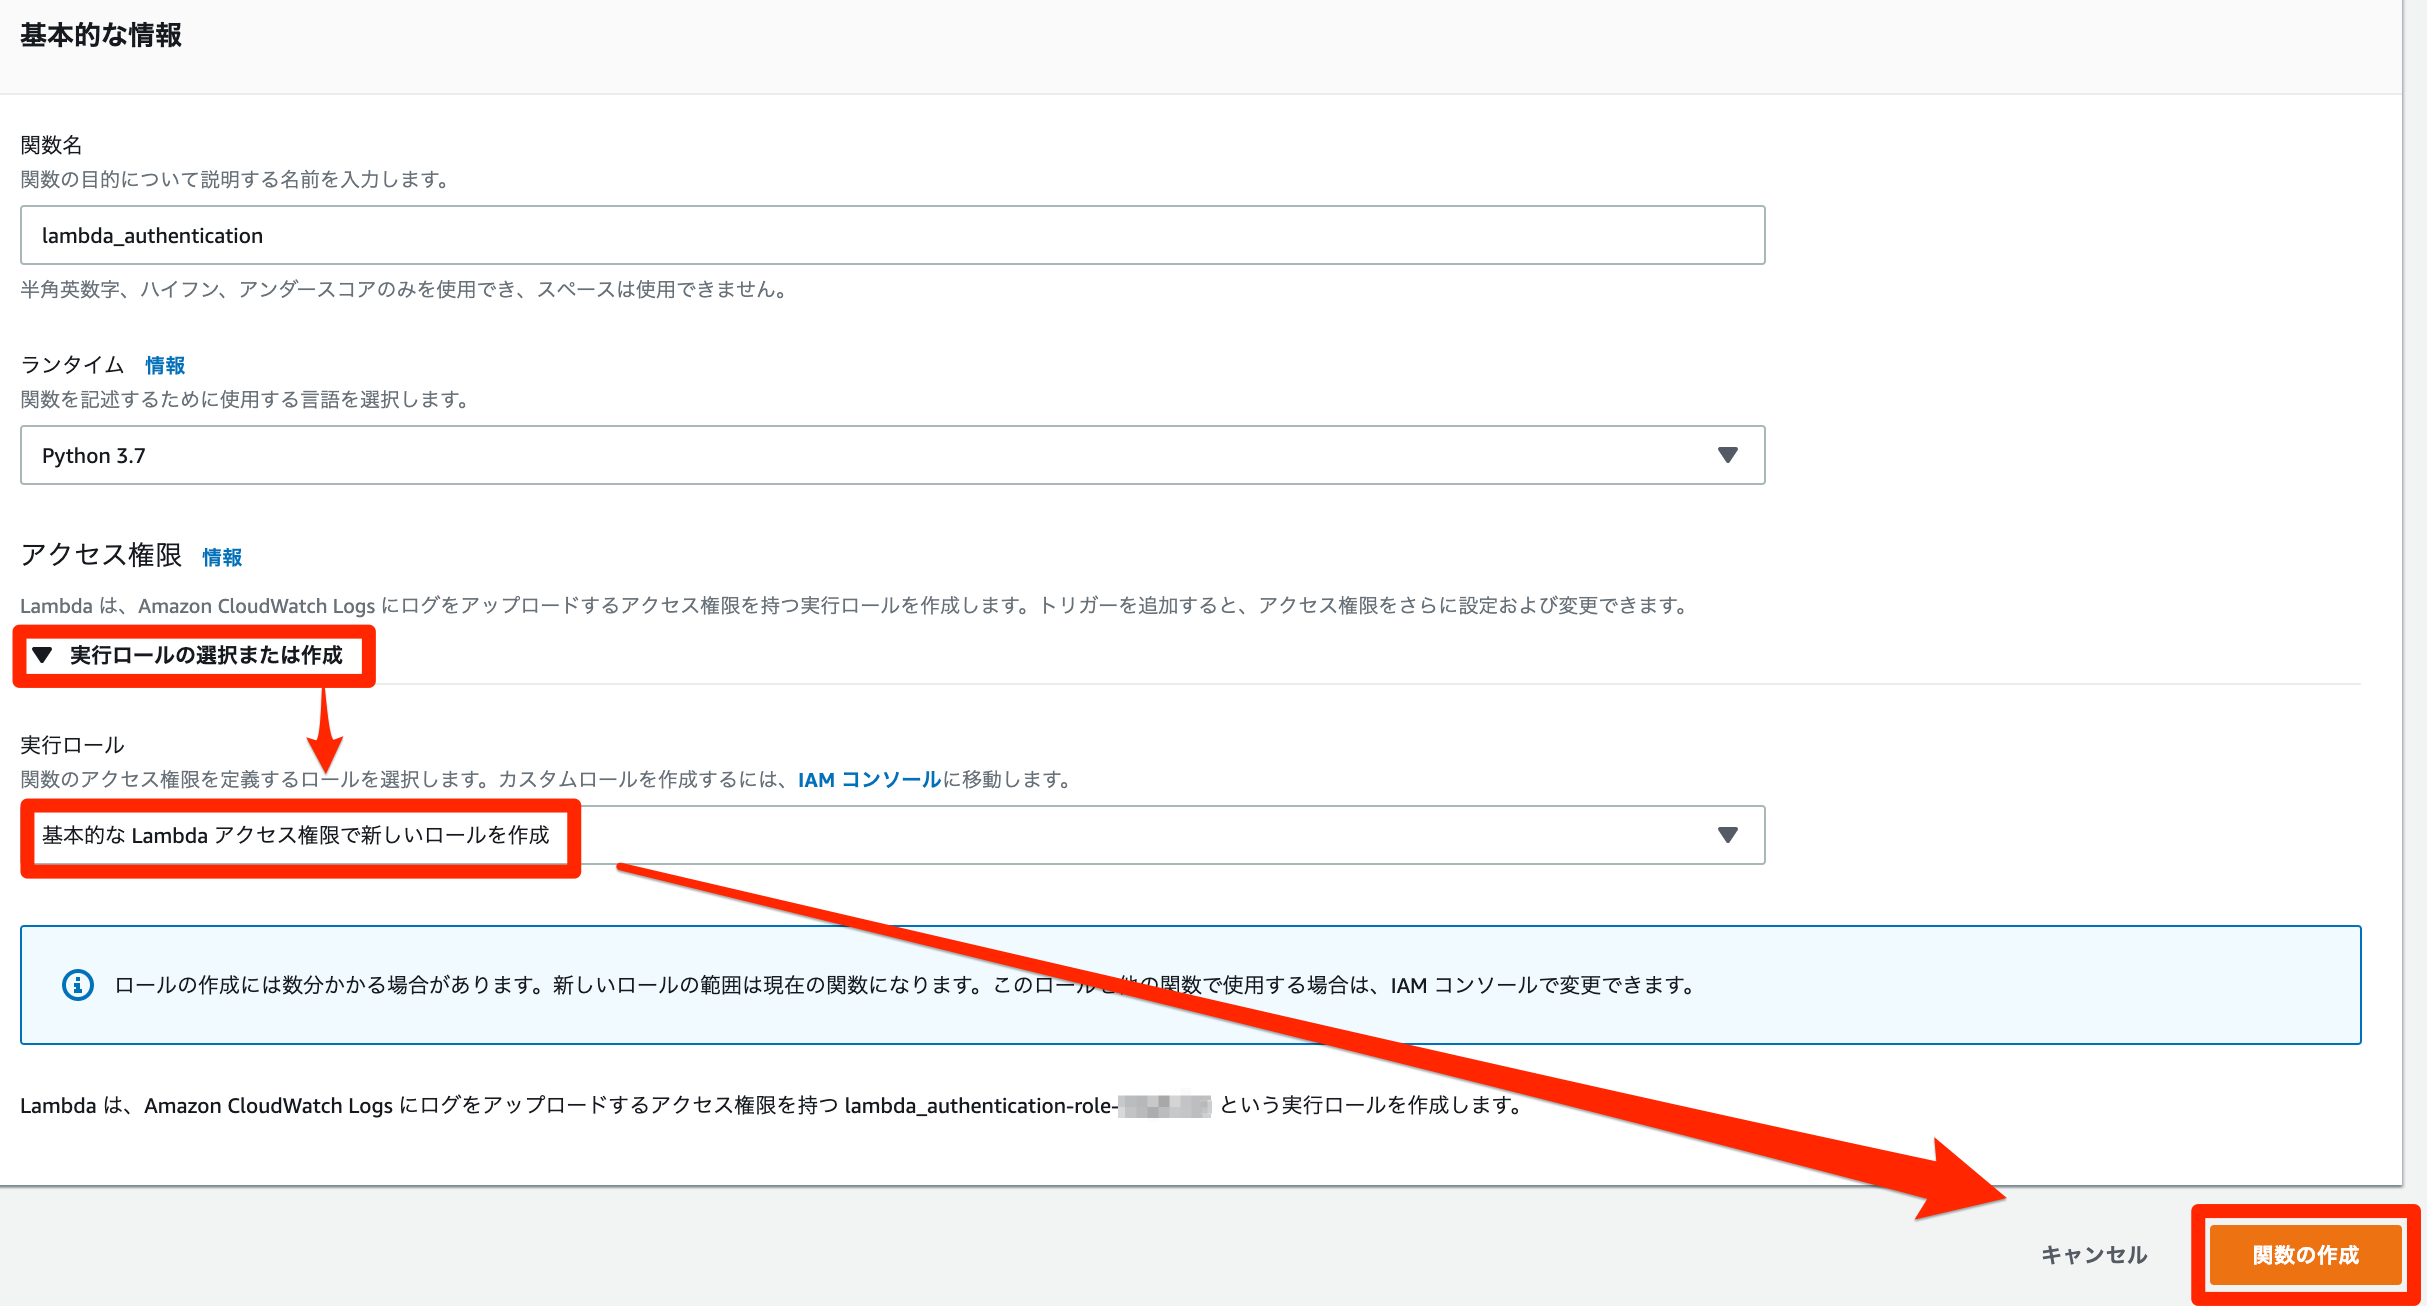 基本的な情報
関数名
関数の目的について説明する名前を入力します。
lambda_authentication
半角英数字、ハイフン、アンダースコアのみを使用でき、スペースは使用できません。
ランタイム 情報
関数を記述するために使用する言語を選択します。
Python 3.7
アクセス権限 情報
Lambda は、Amazon CloudWatch Logs にログをアップロードするアクセス権限を持つ実行ロールを作成します。トリガーを追加すると、アクセス権限をさらに設定および変更できます。
▼ 実行ロールの選択または作成
実行ロール
関数のアクセス権限を定義するロールを選択します。カスタムロールを作成するには、IAM コンソールに移動します。
基本的な Lambda アクセス権限で新しいロールを作成
ロールの作成には数分かかる場合があります。新しいロールの範囲は現在の関数になります。このロールを他の関数で使用する場合は、IAM コンソールで変更できます。
Lambda は、Amazon CloudWatch Logs にログをアップロードするアクセス権限を持つ lambda_authentication-role- という実行ロールを作成します。
キャンセル
関数の作成